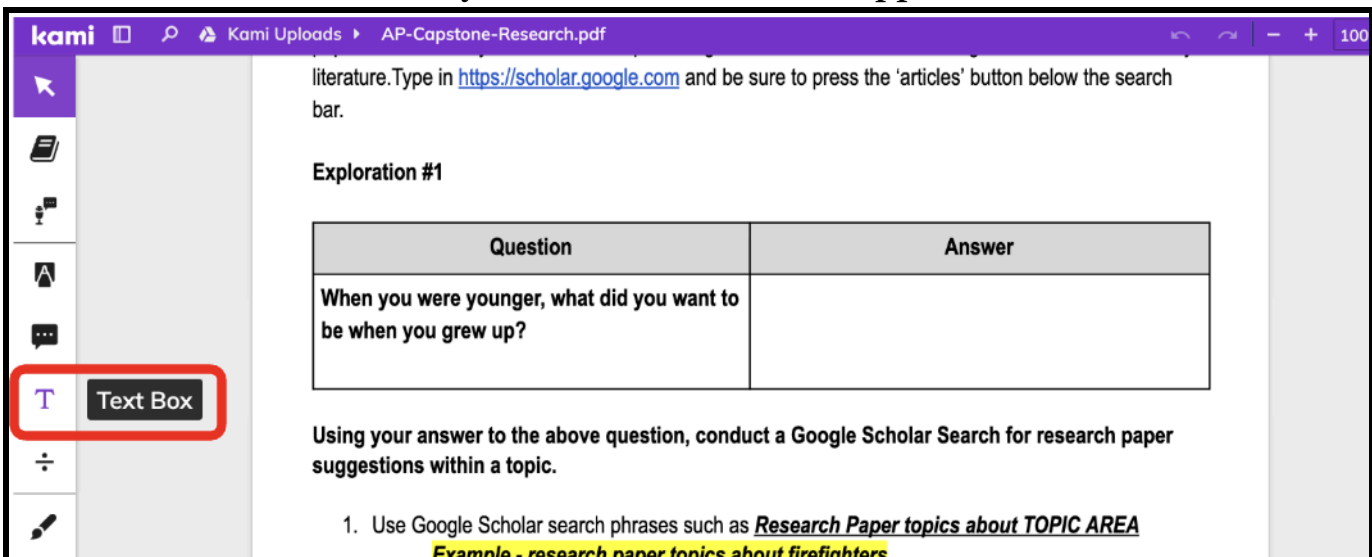 kami Kami Uploads AP-Capstone-Research.pdf − + 100
literature.Type in https://scholar.google.com and be sure to press the ‘articles’ button below the search
bar.
Exploration #1
Question Answer
When you were younger, what did you want to
be when you grew up?
T Text Box
Using your answer to the above question, conduct a Google Scholar Search for research paper
suggestions within a topic.
1. Use Google Scholar search phrases such as Research Paper topics about TOPIC AREA
Example - research paper topics about firefighters